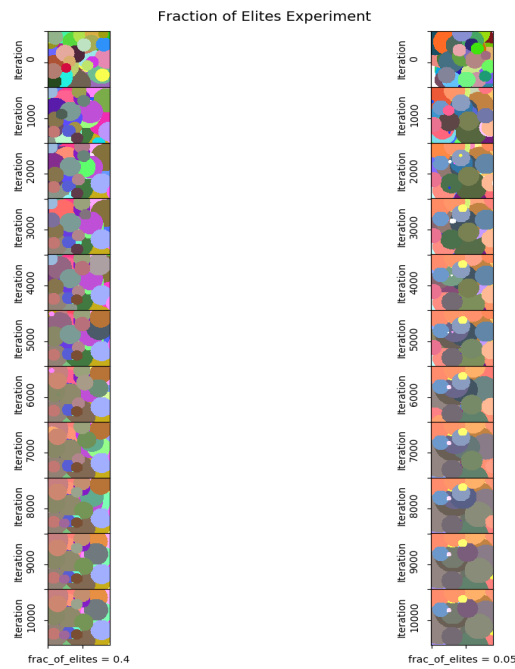 Fraction of Elites Experiment
Iteration 0
Iteration 1000
Iteration 2000
Iteration 3000
Iteration 4000
Iteration 5000
Iteration 6000
Iteration 7000
Iteration 8000
Iteration 9000
Iteration 10000
frac_of_elites = 0.4
Iteration 0
Iteration 1000
Iteration 2000
Iteration 3000
Iteration 4000
Iteration 5000
Iteration 6000
Iteration 7000
Iteration 8000
Iteration 9000
Iteration 10000
frac_of_elites = 0.05